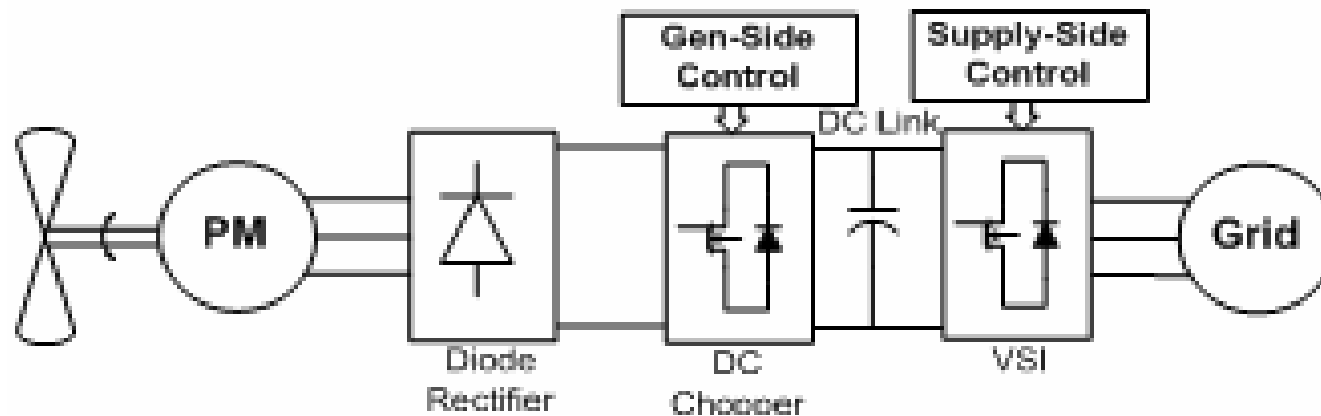 Gen-Side
Control
Supply-Side
Control
DC Link
PM
Grid
Diode
Rectifier
DC
Chopper
VSI